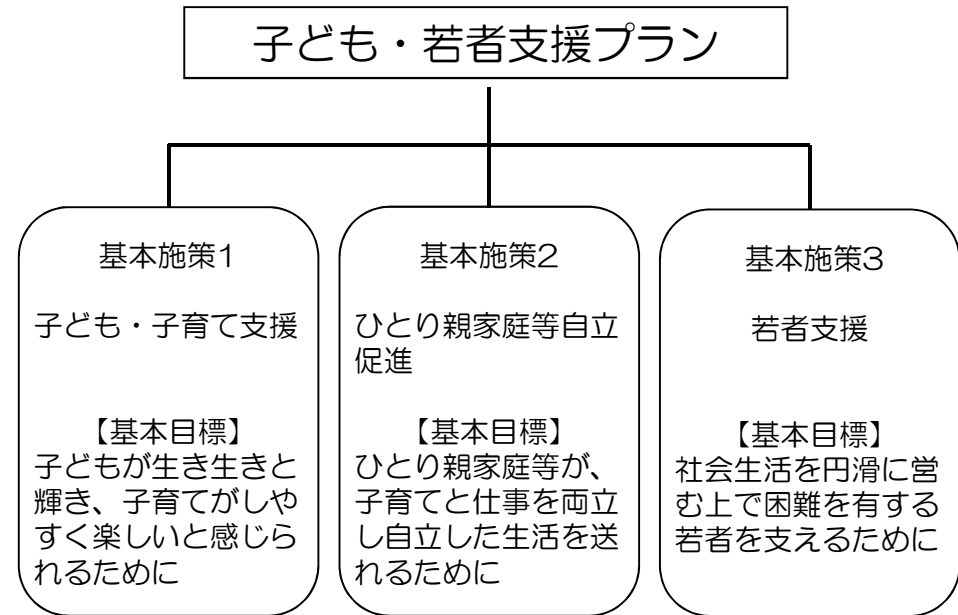 子ども・若者支援プラン
基本施策1
子ども・子育て支援
【基本目標】
子どもが生き生きと
輝き、子育てがしや
すく楽しいと感じら
れるために
基本施策2
ひとり親家庭等自立
促進
【基本目標】
ひとり親家庭等が、
子育てと仕事を両立
し自立した生活を送
れるために
基本施策3
若者支援
【基本目標】
社会生活を円滑に営
む上で困難を有する
若者を支えるために